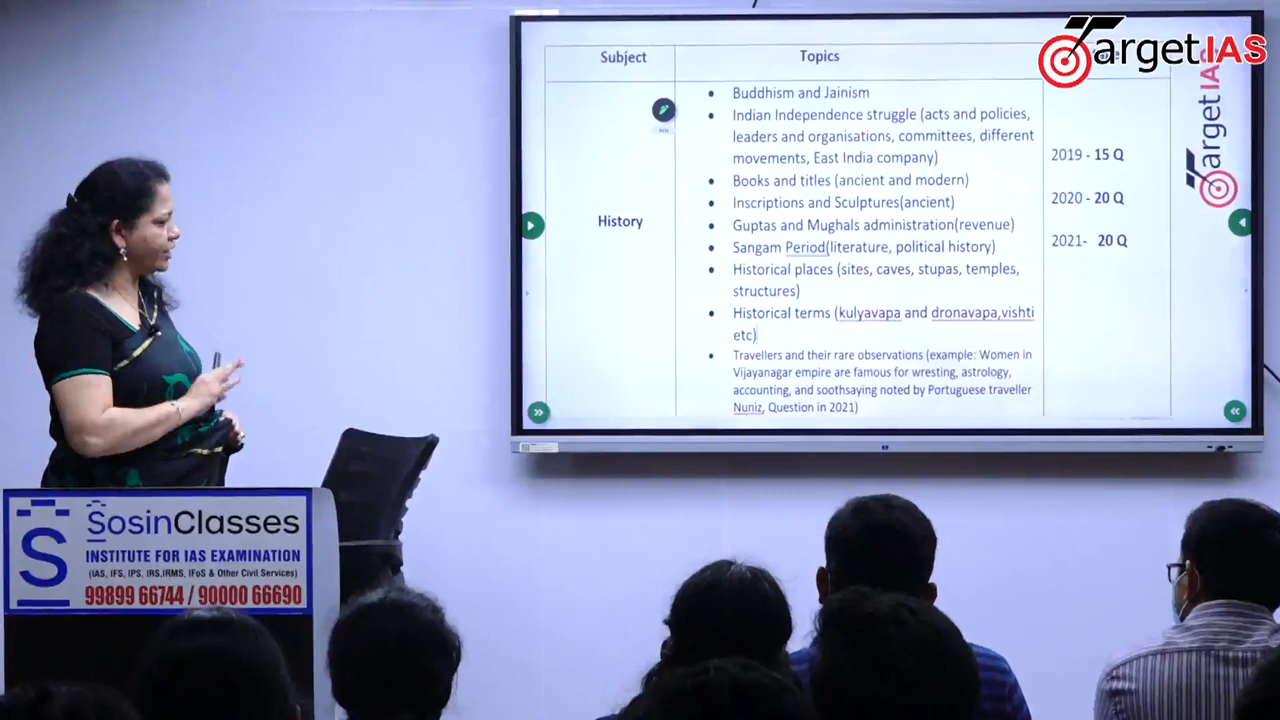 TargetIAS
Subject
Topics
• Buddhism and Jainism
• Indian Independence struggle (acts and policies,
leaders and organisations, committees, different
movements, East India company)
• Books and titles (ancient and modern)
• Inscriptions and Sculptures(ancient)
• Guptas and Mughals administration(revenue)
• Sangam Period(literature, political history)
• Historical places (sites, caves, stupas, temples,
structures)
• Historical terms (kulyavapa and dronavapa,vishti
etc)
• Travellers and their rare observations (example: Women in
Vijayanagar empire are famous for wresting, astrology,
accounting, and soothsaying noted by Portuguese traveller
Nuniz, Question in 2021)
History
2019 - 15 Q
2020 - 20 Q
2021- 20 Q
TargetIAS
S
SosinClasses
INSTITUTE FOR IAS EXAMINATION
(IAS, IFS, IPS, IRS,IRMS, IFoS & Other Civil Services)
99899 66744 / 90000 66690